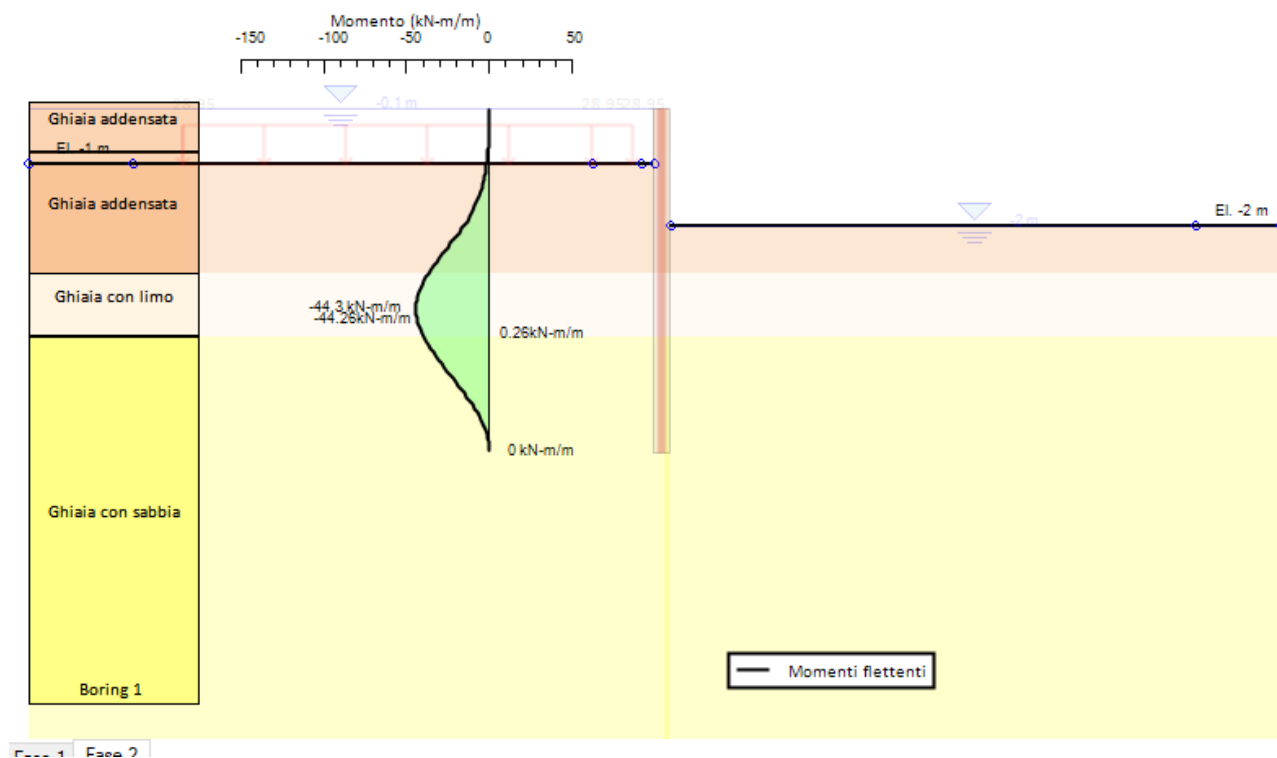 Momento (kN-m/m)
-150 -100 -50 0 50
28.95 -0.1 m 28.95 28.95
Ghiaia addensata
El. -1 m
Ghiaia addensata
El. -2 m
-2 m
Ghiaia con limo
-44.3 kN-m/m
-44.26kN-m/m
0.26kN-m/m
0 kN-m/m
Ghiaia con sabbia
Momenti flettenti
Boring 1
Fase 1 Fase 2